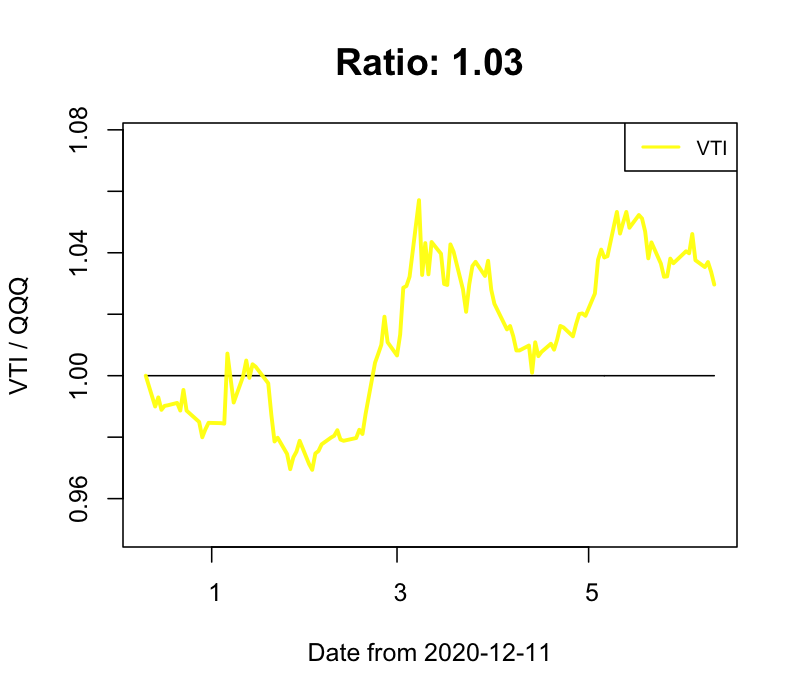 Ratio: 1.03
VTI
1.08
1.04
1.00
0.96
VTI / QQQ
1 3 5
Date from 2020-12-11